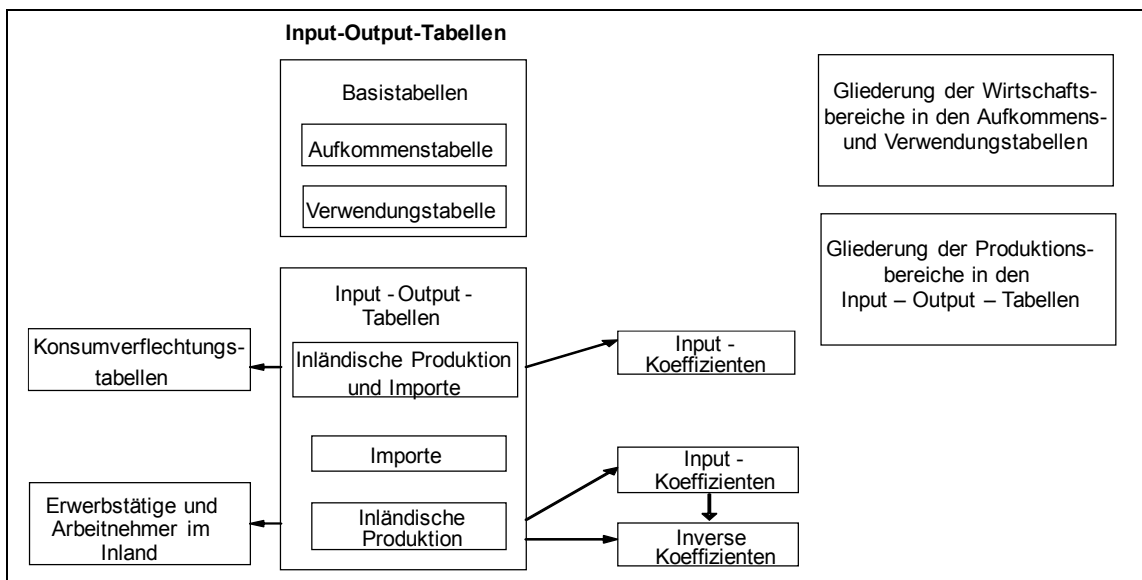 Input-Output-Tabellen
Basistabellen
Aufkommenstabelle
Verwendungstabelle
Gliederung der Wirtschafts-
bereiche in den Aufkommens-
und Verwendungstabellen
Gliederung der Produktions-
bereiche in den
Input – Output – Tabellen
Input - Output -
Tabellen
Inländische Produktion
und Importe
Importe
Inländische
Produktion
Konsumverflechtungs-
tabellen
Erwerbstätige und
Arbeitnehmer im
Inland
Input -
Koeffizienten
Input -
Koeffizienten
Inverse
Koeffizienten